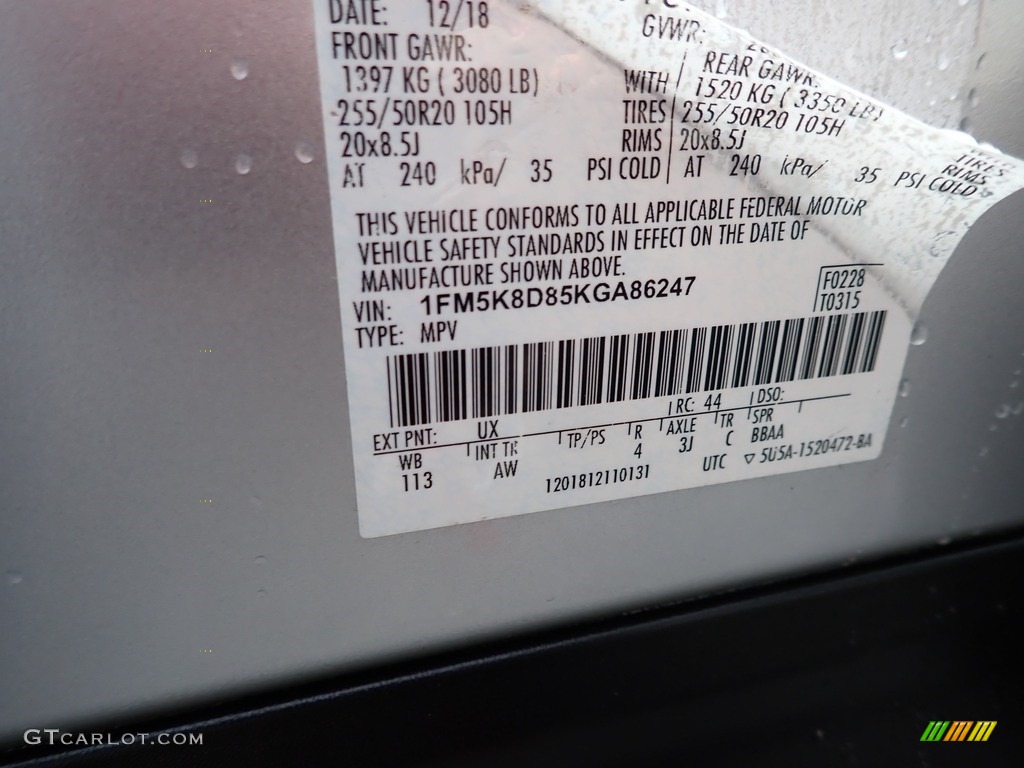 DATE: 12/18 GVWR:
FRONT GAWR: REAR GAWR:
1397 KG ( 3080 LB) WITH 1520 KG ( 3350 LB)
255/50R20 105H TIRES 255/50R20 105H TIRES
20x8.5J RIMS 20x8.5J RIMS
AT 240 kPa/ 35 PSI COLD AT 240 kPa/ 35 PSI COLD
THIS VEHICLE CONFORMS TO ALL APPLICABLE FEDERAL MOTOR
VEHICLE SAFETY STANDARDS IN EFFECT ON THE DATE OF
MANUFACTURE SHOWN ABOVE.
VIN: 1FM5K8D85KGA86247 F0228
TYPE: MPV T0315
EXT PNT: UX RC: 44 DSO:
WB INT TR TP/PS R AXLE TR SPR
113 AW 4 3J C BBAA
1201812110131 UTC ▽ 5U5A-1520472-BA
GTCARLOT.COM